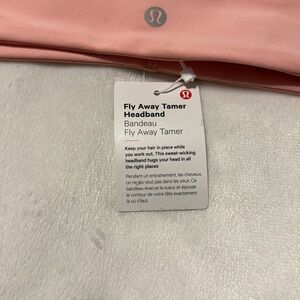 Fly Away Tamer
Headband
Bandeau
Fly Away Tamer
Keep your hair in place while
you work out. This sweat-wicking
headband hugs your head in all
the right places
Pendant un entraînement, les cheveux,
on ne les veut pas dans les yeux. Ce
bandeau évacue la sueur et épouse
le contour de votre tête exactement
là où il faut